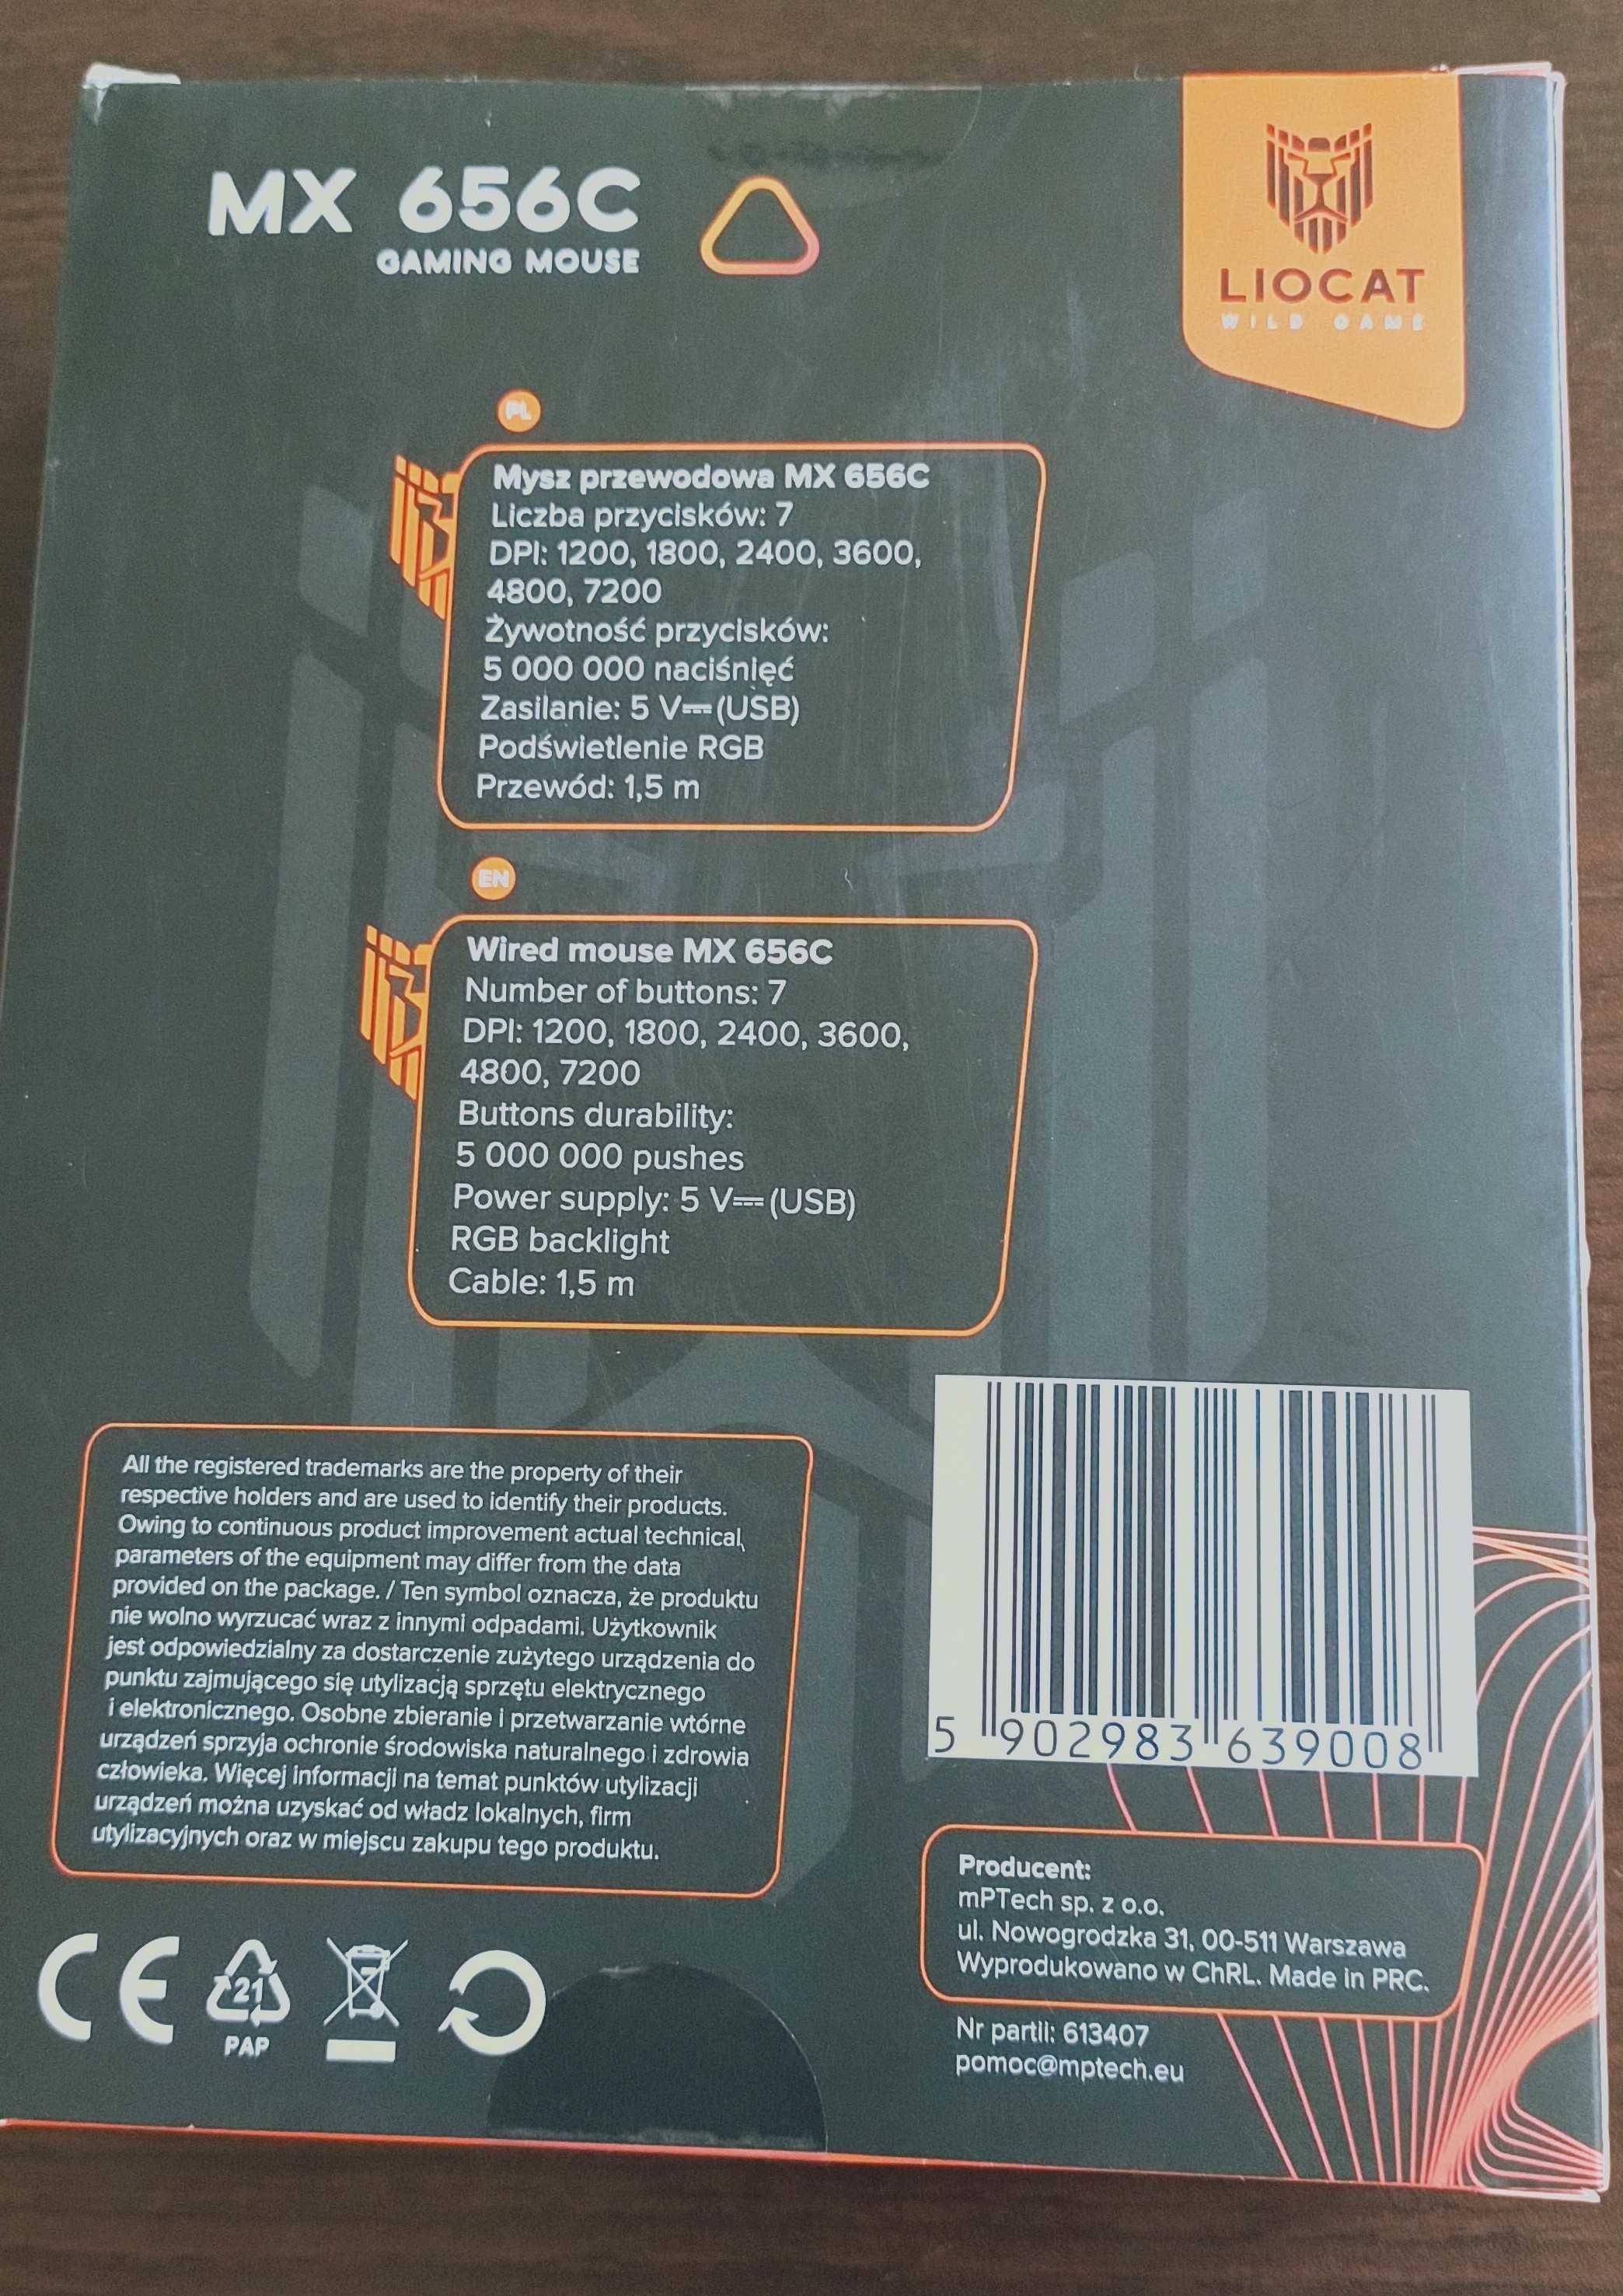 MX 656C
GAMING MOUSE
LIOCAT
WILD GAME
PL
Mysz przewodowa MX 656C
Liczba przycisków: 7
DPI: 1200, 1800, 2400, 3600,
4800, 7200
Żywotność przycisków:
5 000 000 naciśnięć
Zasilanie: 5 V⎓(USB)
Podświetlenie RGB
Przewód: 1,5 m
EN
Wired mouse MX 656C
Number of buttons: 7
DPI: 1200, 1800, 2400, 3600,
4800, 7200
Buttons durability:
5 000 000 pushes
Power supply: 5 V⎓(USB)
RGB backlight
Cable: 1,5 m
All the registered trademarks are the property of their
respective holders and are used to identify their products.
Owing to continuous product improvement actual technical
parameters of the equipment may differ from the data
provided on the package. / Ten symbol oznacza, że produktu
nie wolno wyrzucać wraz z innymi odpadami. Użytkownik
jest odpowiedzialny za dostarczenie zużytego urządzenia do
punktu zajmującego się utylizacją sprzętu elektrycznego
i elektronicznego. Osobne zbieranie i przetwarzanie wtórne
urządzeń sprzyja ochronie środowiska naturalnego i zdrowia
człowieka. Więcej informacji na temat punktów utylizacji
urządzeń można uzyskać od władz lokalnych, firm
utylizacyjnych oraz w miejscu zakupu tego produktu.
5 902983 639008
Producent:
mPTech sp. z o.o.
ul. Nowogrodzka 31, 00-511 Warszawa
Wyprodukowano w ChRL. Made in PRC.
Nr partii: 613407
pomoc@mptech.eu
CE
21
PAP